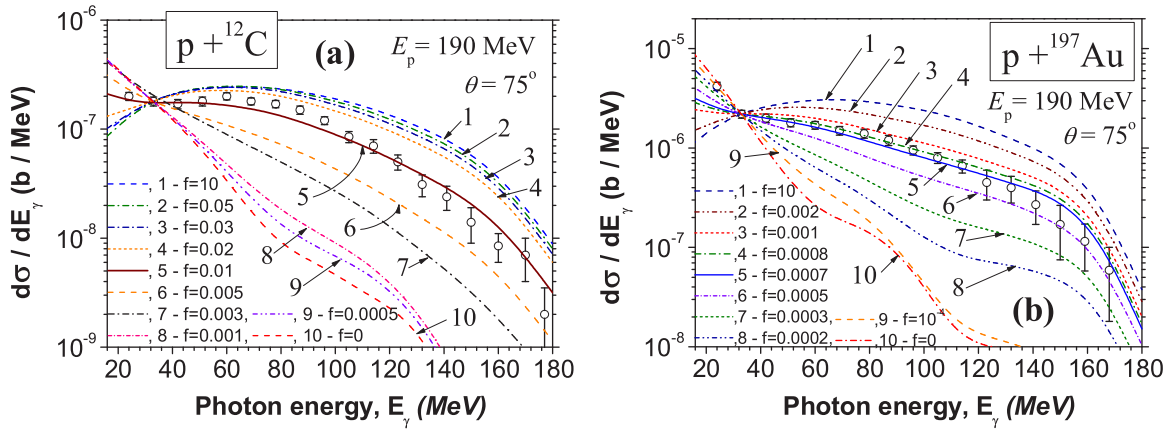 p + ¹²C
(a)
E_p = 190 MeV
θ = 75°
dσ / dE_γ (b / MeV)
10⁻⁶
10⁻⁷
10⁻⁸
10⁻⁹
1
2
3
4
5
6
7
8
9
10
, 1 - f=10
, 2 - f=0.05
, 3 - f=0.03
, 4 - f=0.02
, 5 - f=0.01
, 6 - f=0.005
, 7 - f=0.003, , 9 - f=0.0005
, 8 - f=0.001, , 10 - f=0
20 40 60 80 100 120 140 160 180
Photon energy, E_γ (MeV)
p + ¹⁹⁷Au
E_p = 190 MeV
θ = 75°
(b)
dσ / dE_γ (b / MeV)
10⁻⁵
10⁻⁶
10⁻⁷
10⁻⁸
1
2
3
4
5
6
7
8
9
10
,1 - f=10
,2 - f=0.002
,3 - f=0.001
,4 - f=0.0008
,5 - f=0.0007
,6 - f=0.0005
,7 - f=0.0003, ,9 - f=10
,8 - f=0.0002, ,10 - f=0
20 40 60 80 100 120 140 160 180
Photon energy, E_γ (MeV)